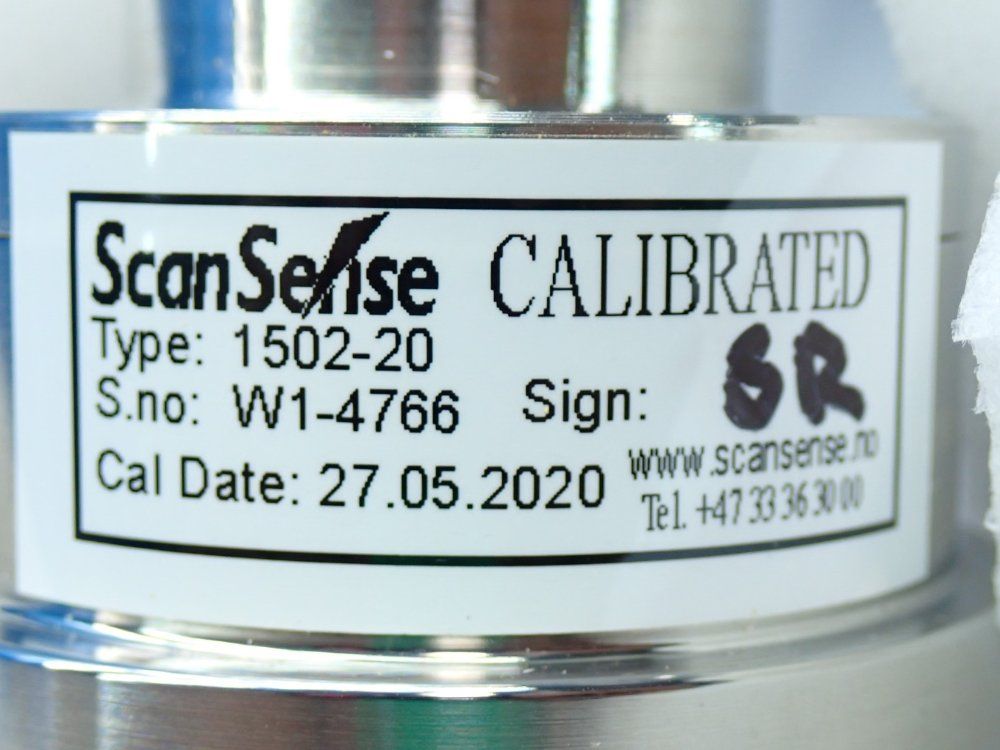 ScanSense CALIBRATED
Type: 1502-20
S.no: W1-4766 Sign: SR
Cal Date: 27.05.2020
www.scansense.no
Tel. +47 33 36 30 00